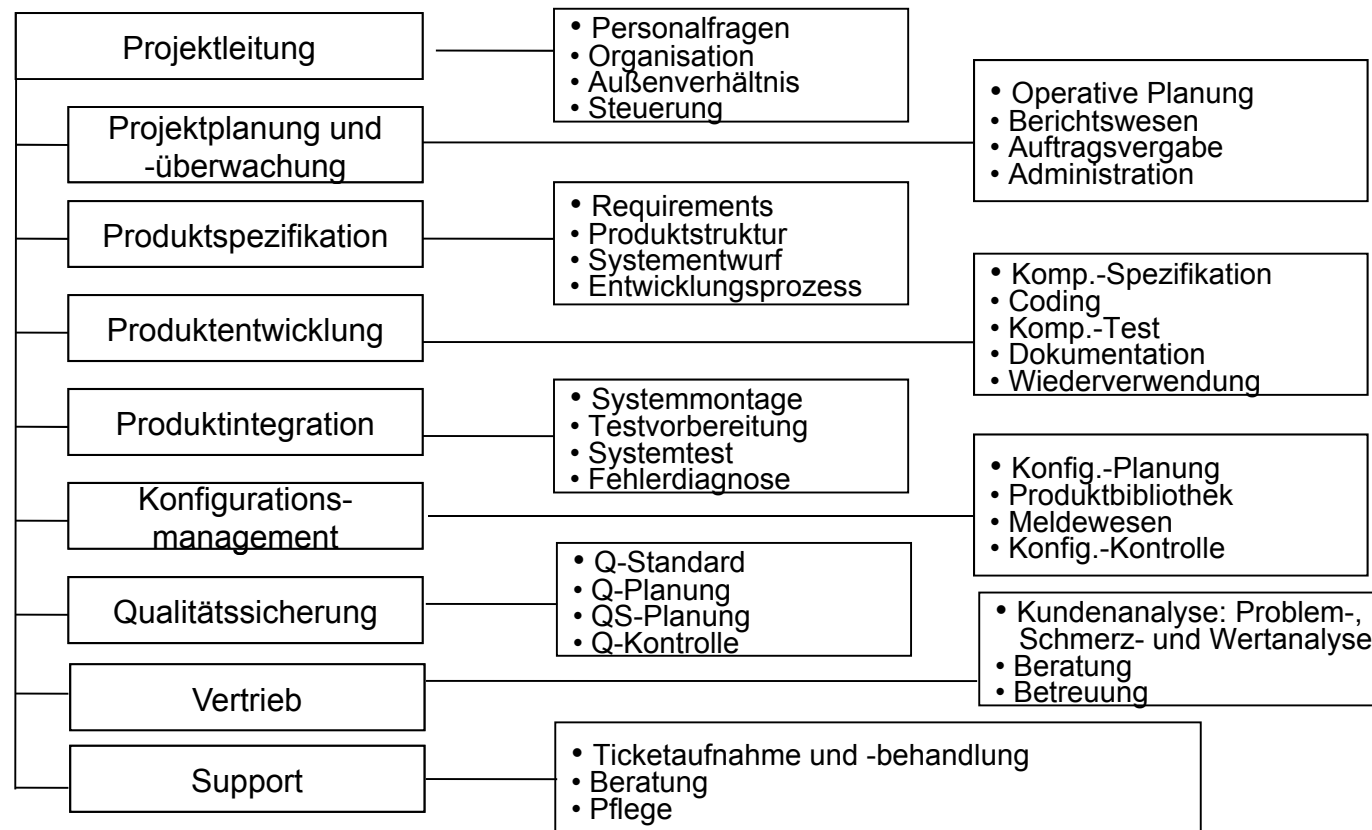 Projektleitung
• Personalfragen
• Organisation
• Außenverhältnis
• Steuerung
Projektplanung und
-überwachung
• Operative Planung
• Berichtswesen
• Auftragsvergabe
• Administration
Produktspezifikation
• Requirements
• Produktstruktur
• Systementwurf
• Entwicklungsprozess
Produktentwicklung
• Komp.-Spezifikation
• Coding
• Komp.-Test
• Dokumentation
• Wiederverwendung
Produktintegration
• Systemmontage
• Testvorbereitung
• Systemtest
• Fehlerdiagnose
Konfigurations-
management
• Konfig.-Planung
• Produktbibliothek
• Meldewesen
• Konfig.-Kontrolle
Qualitätssicherung
• Q-Standard
• Q-Planung
• QS-Planung
• Q-Kontrolle
Vertrieb
• Kundenanalyse: Problem-,
Schmerz- und Wertanalyse
• Beratung
• Betreuung
Support
• Ticketaufnahme und -behandlung
• Beratung
• Pflege